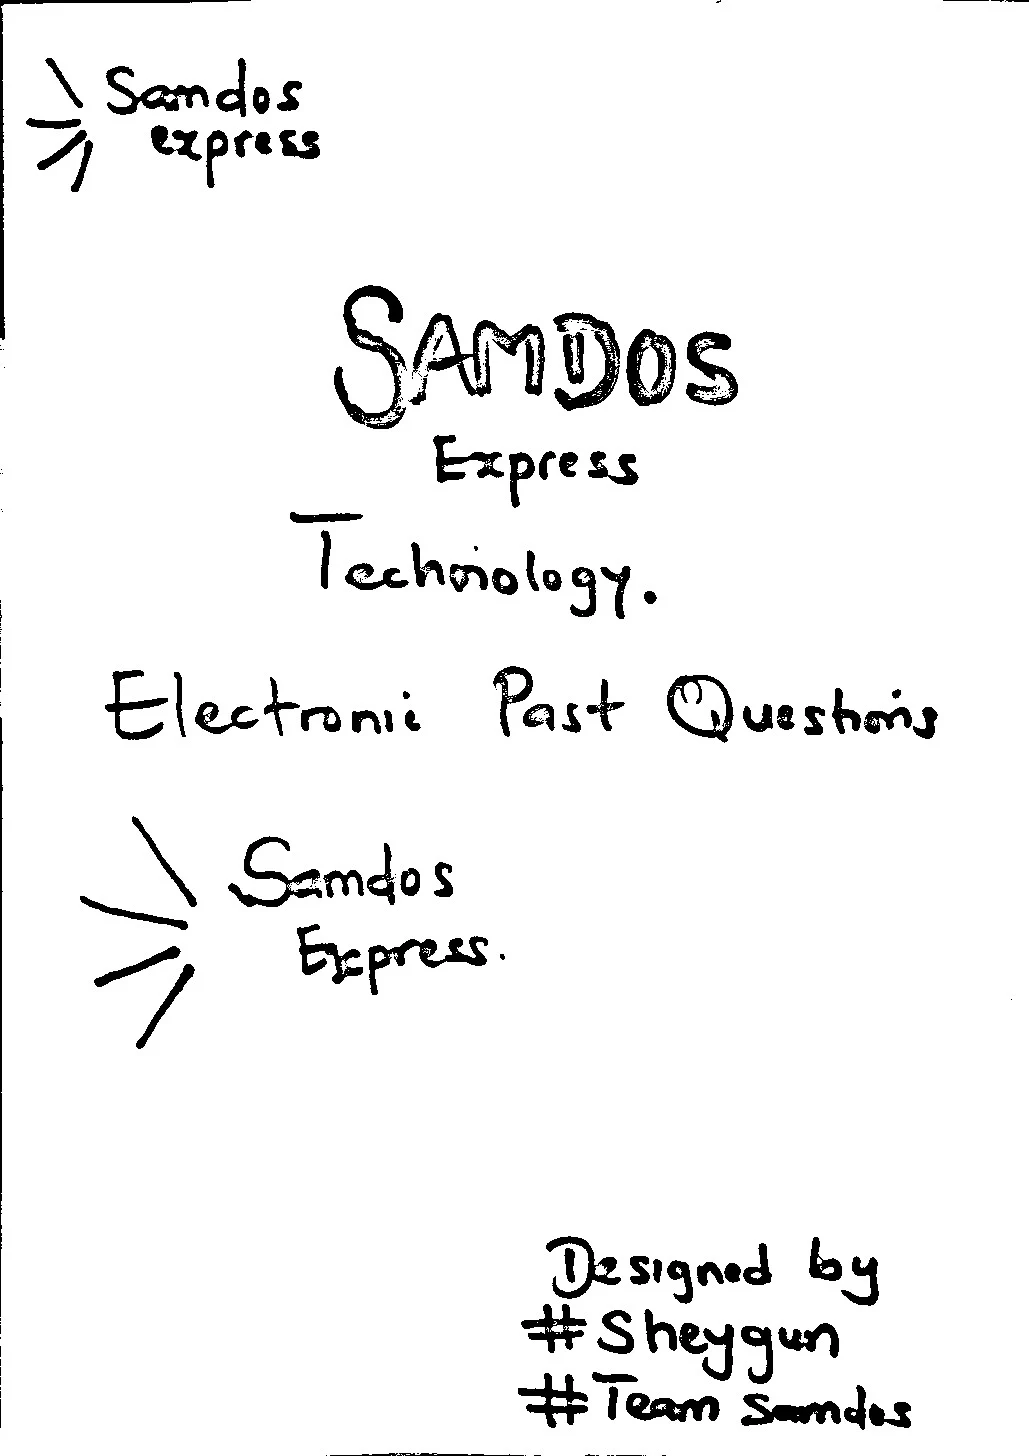 Samdos
express
SAMDOS
Express
Technology.
Electronic Past Questions
Samdos
Express.
Designed by
#Sheygun
#Team Samdos